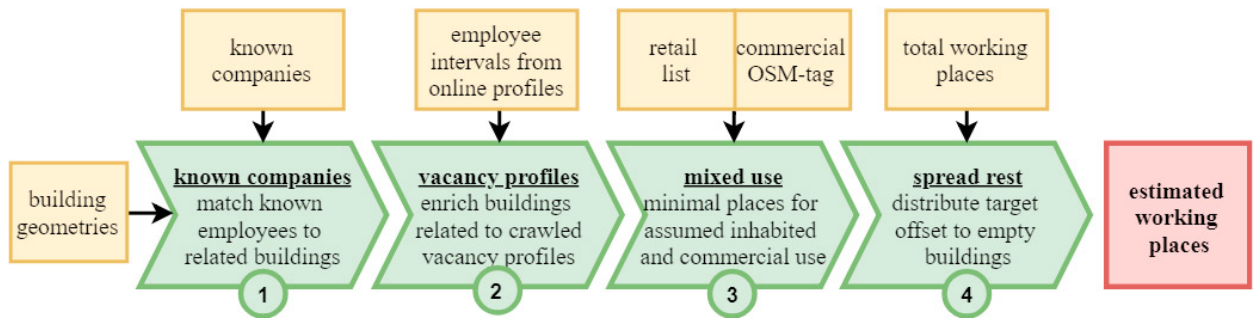 known
companies
employee
intervals from
online profiles
retail
list
commercial
OSM-tag
total working
places
building
geometries
known companies
match known
employees to
related buildings
1
vacancy profiles
enrich buildings
related to crawled
vacancy profiles
2
mixed use
minimal places for
assumed inhabited
and commercial use
3
spread rest
distribute target
offset to empty
buildings
4
estimated
working
places